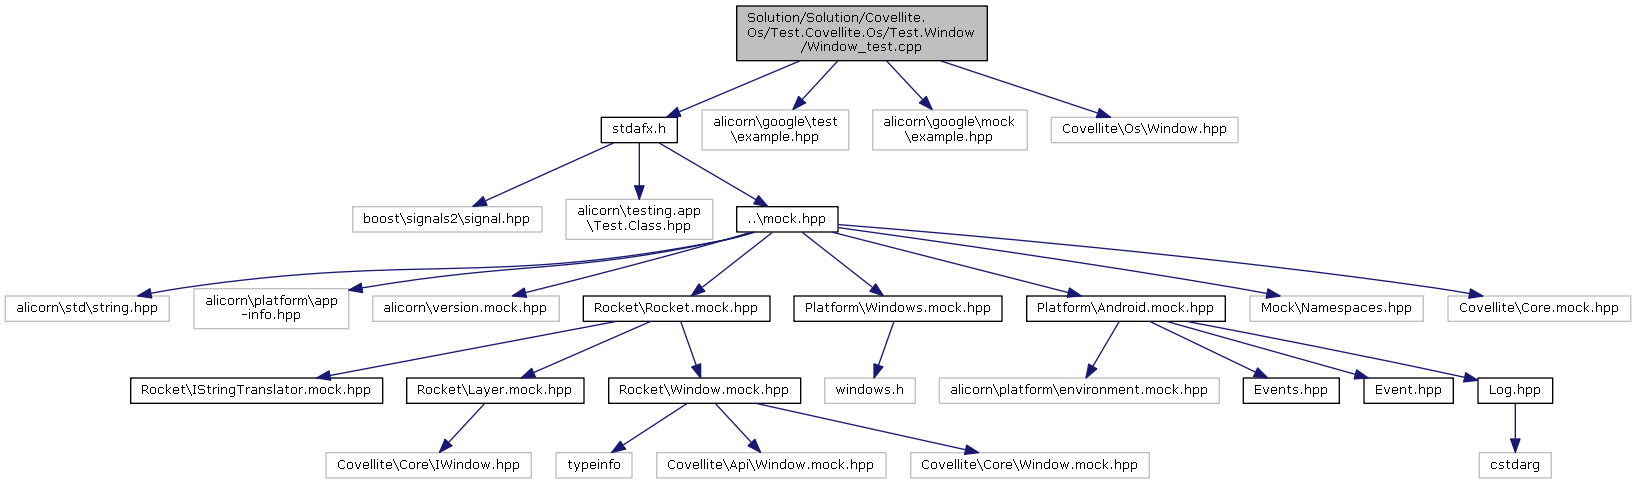 Solution/Solution/Covellite.
Os/Test.Covellite.Os/Test.Window
/Window_test.cpp
stdafx.h
alicorn\google\test
\example.hpp
alicorn\google\mock
\example.hpp
Covellite\Os\Window.hpp
boost\signals2\signal.hpp
alicorn\testing.app
\Test.Class.hpp
..\mock.hpp
alicorn\std\string.hpp
alicorn\platform\app
-info.hpp
alicorn\version.mock.hpp
Rocket\Rocket.mock.hpp
Platform\Windows.mock.hpp
Platform\Android.mock.hpp
Mock\Namespaces.hpp
Covellite\Core.mock.hpp
Rocket\IStringTranslator.mock.hpp
Rocket\Layer.mock.hpp
Rocket\Window.mock.hpp
windows.h
alicorn\platform\environment.mock.hpp
Events.hpp
Event.hpp
Log.hpp
Covellite\Core\IWindow.hpp
typeinfo
Covellite\Api\Window.mock.hpp
Covellite\Core\Window.mock.hpp
cstdarg